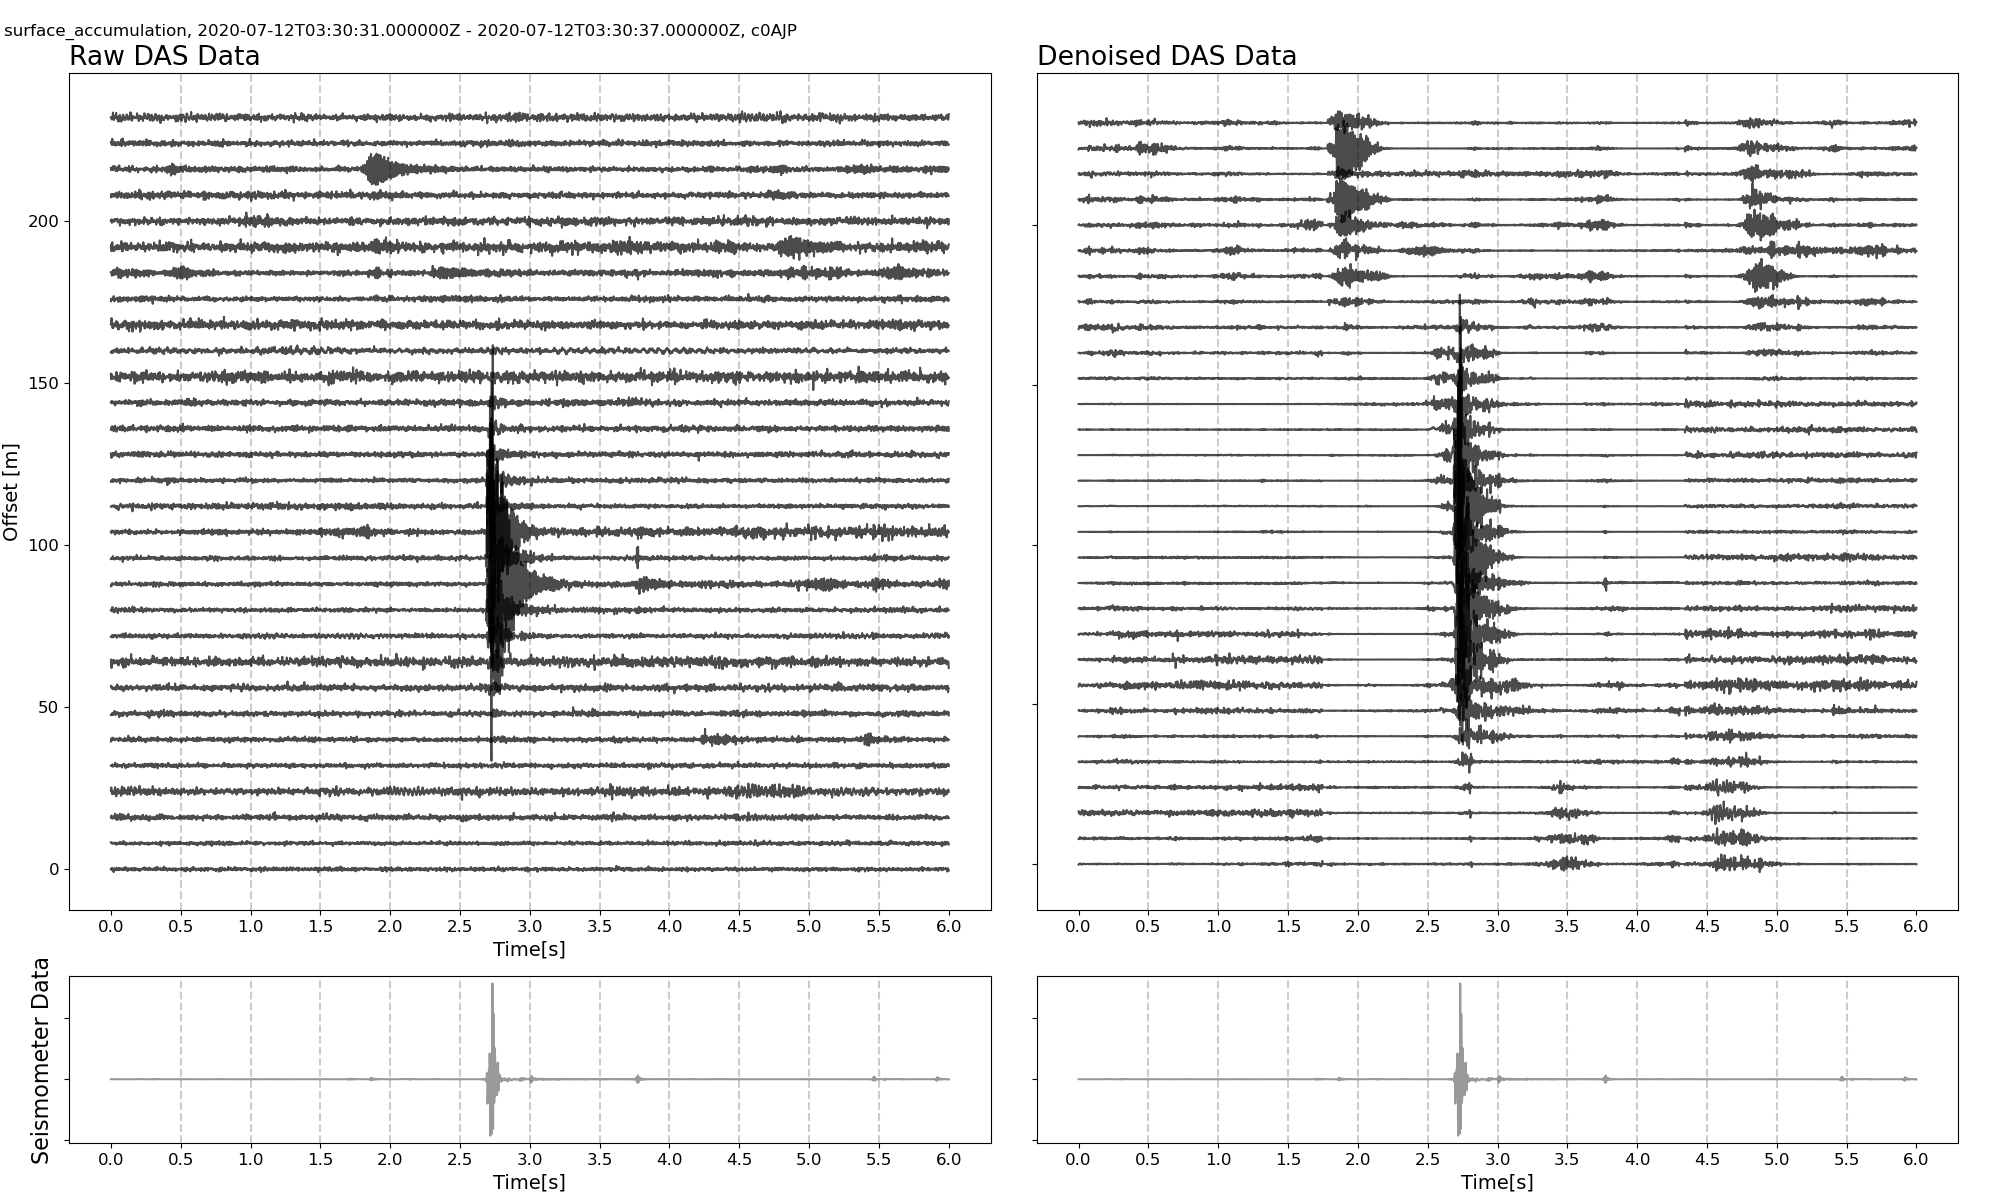 surface_accumulation, 2020-07-12T03:30:31.000000Z - 2020-07-12T03:30:37.000000Z, c0AJP
Raw DAS Data
Denoised DAS Data
Offset [m]
200
150
100
50
0
0.0 0.5 1.0 1.5 2.0 2.5 3.0 3.5 4.0 4.5 5.0 5.5 6.0
Time[s]
0.0 0.5 1.0 1.5 2.0 2.5 3.0 3.5 4.0 4.5 5.0 5.5 6.0
Seismometer Data
0.0 0.5 1.0 1.5 2.0 2.5 3.0 3.5 4.0 4.5 5.0 5.5 6.0
Time[s]
0.0 0.5 1.0 1.5 2.0 2.5 3.0 3.5 4.0 4.5 5.0 5.5 6.0
Time[s]